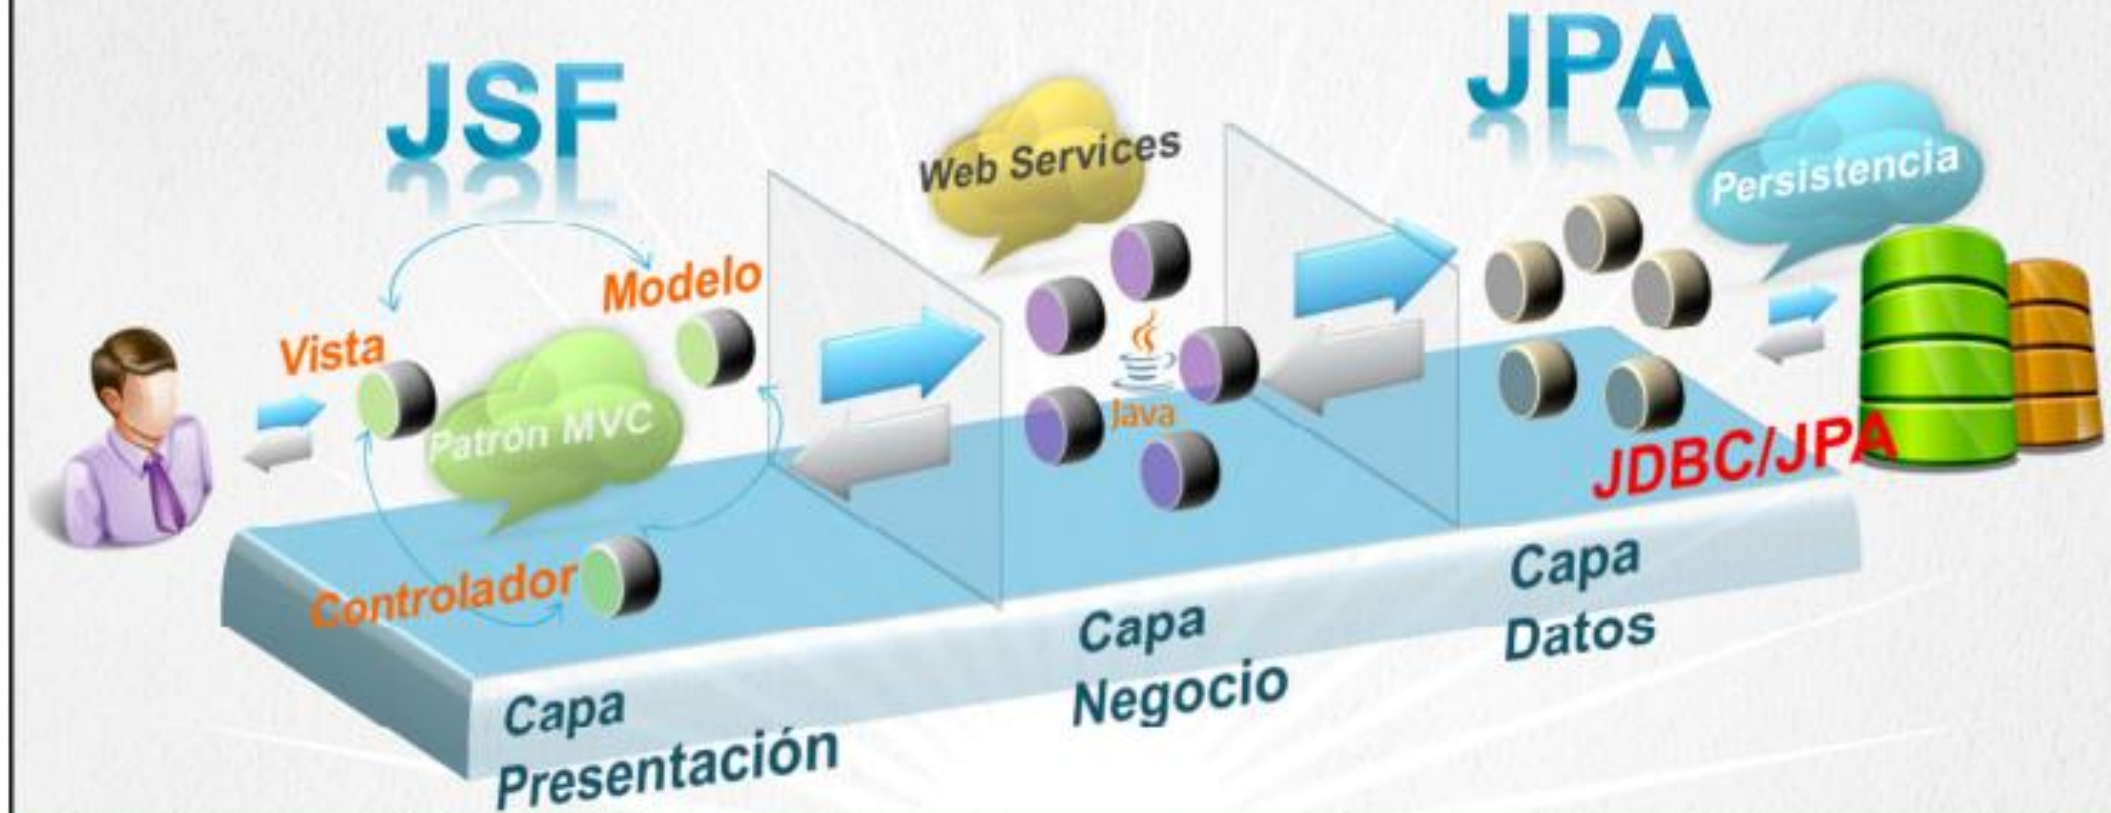 JSF
JPA
Web Services
Persistencia
Modelo
Vista
Patrón MVC
Java
JDBC/JPA
Controlador
Capa
Datos
Capa
Negocio
Capa
Presentación